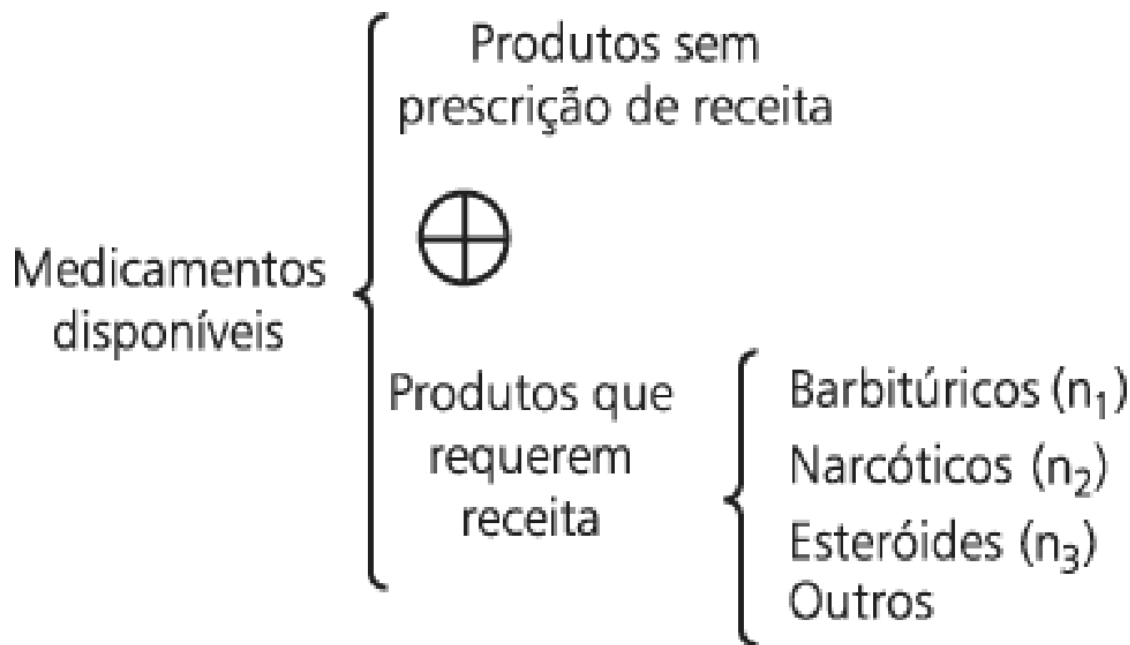 Produtos sem
prescrição de receita
Medicamentos
disponíveis
Produtos que
requerem
receita
Barbitúricos (n₁)
Narcóticos (n₂)
Esteróides (n₃)
Outros